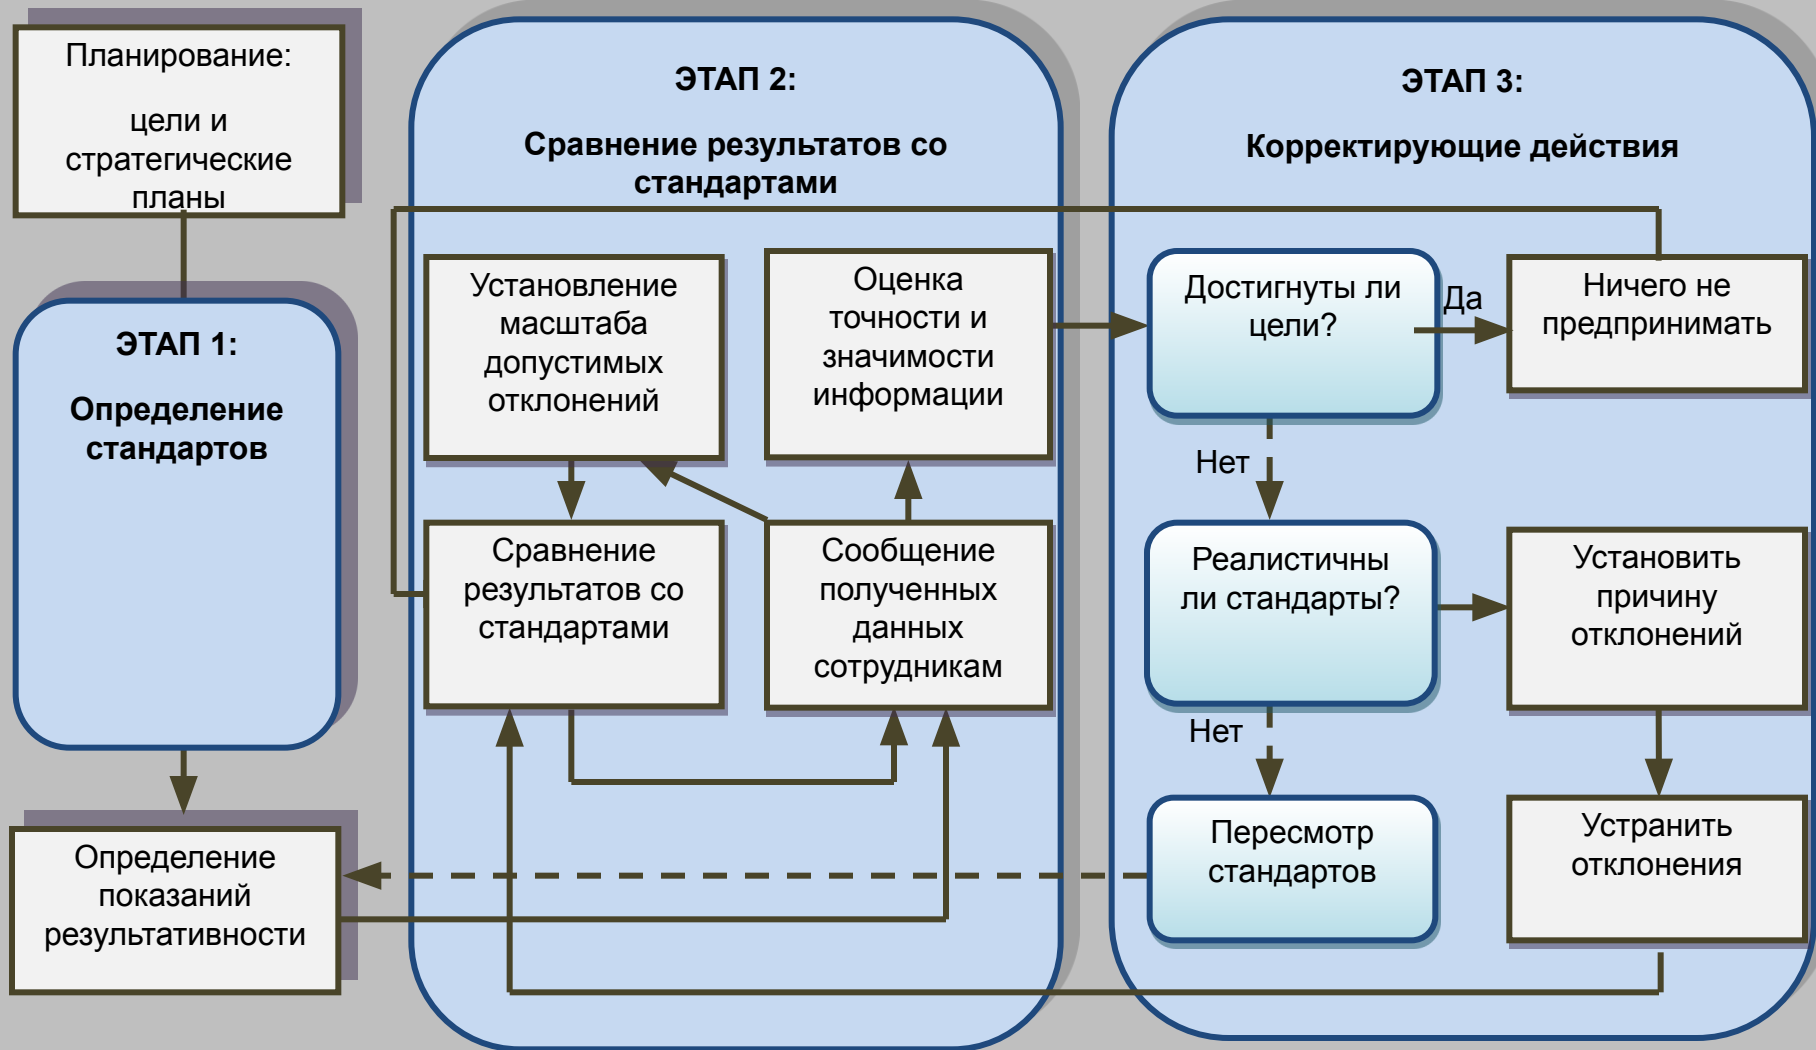 Планирование:
цели и
стратегические
планы
ЭТАП 1:
Определение
стандартов
Определение
показаний
результативности
ЭТАП 2:
Сравнение результатов со
стандартами
Установление
масштаба
допустимых
отклонений
Оценка
точности и
значимости
информации
Сравнение
результатов со
стандартами
Сообщение
полученных
данных
сотрудникам
ЭТАП 3:
Корректирующие действия
Достигнуты ли
цели?
Да
Ничего не
предпринимать
Нет
Реалистичны
ли стандарты?
Установить
причину
отклонений
Нет
Пересмотр
стандартов
Устранить
отклонения